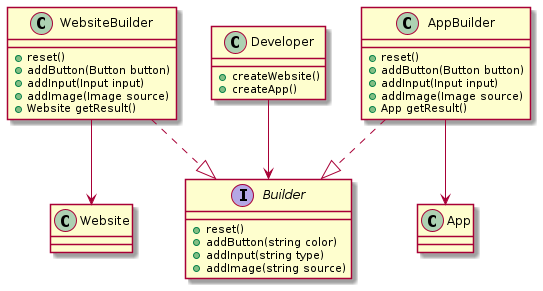 C WebsiteBuilder
reset()
addButton(Button button)
addInput(Input input)
addImage(Image source)
Website getResult()
C Developer
createWebsite()
createApp()
C AppBuilder
reset()
addButton(Button button)
addInput(Input input)
addImage(Image source)
App getResult()
C Website
I Builder
reset()
addButton(string color)
addInput(string type)
addImage(string source)
C App